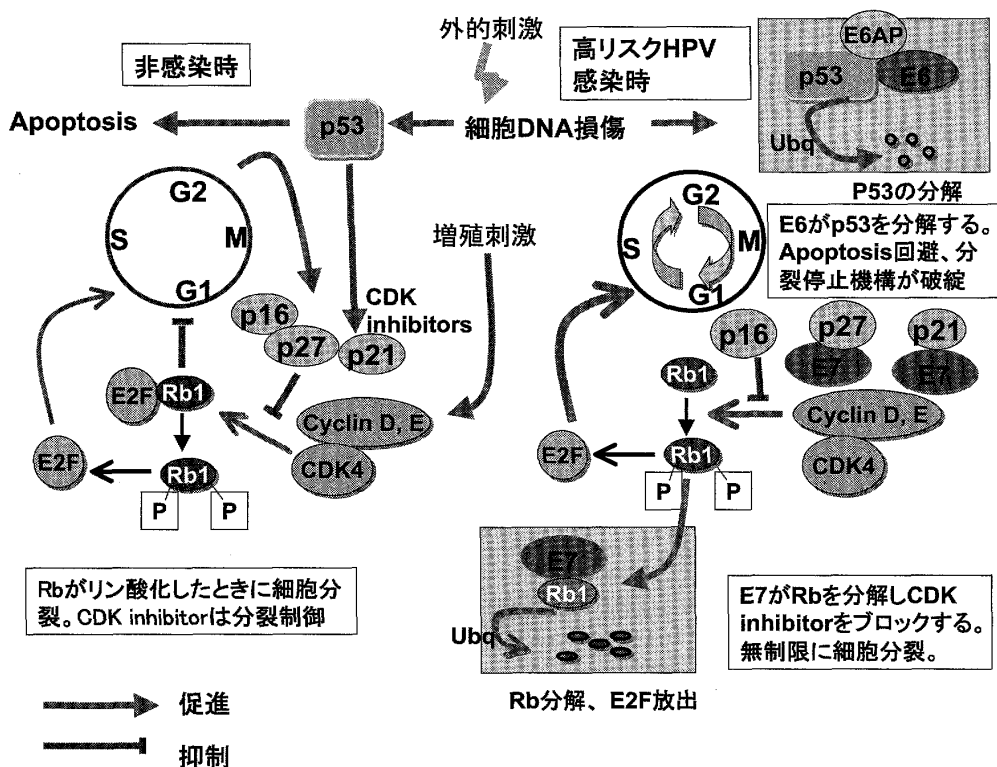 外的刺激
非感染時
高リスクHPV
感染時
E6AP
p53
E6
Ubq
P53の分解
Apoptosis
p53
細胞DNA損傷
G2
S
M
G1
増殖刺激
CDK
inhibitors
p16
p27
p21
E2F
Rb1
Cyclin D, E
CDK4
E2F
Rb1
P
P
Rbがリン酸化したときに細胞分
裂。CDK inhibitorは分裂制御
G2
S
M
G1
E6がp53を分解する。
Apoptosis回避、分
裂停止機構が破綻
p16
p27
p21
E7
E7
Rb1
Cyclin D, E
CDK4
E2F
Rb1
P
P
E7
Rb1
Ubq
Rb分解、E2F放出
E7がRbを分解しCDK
inhibitorをブロックする。
無制限に細胞分裂。
促進
抑制